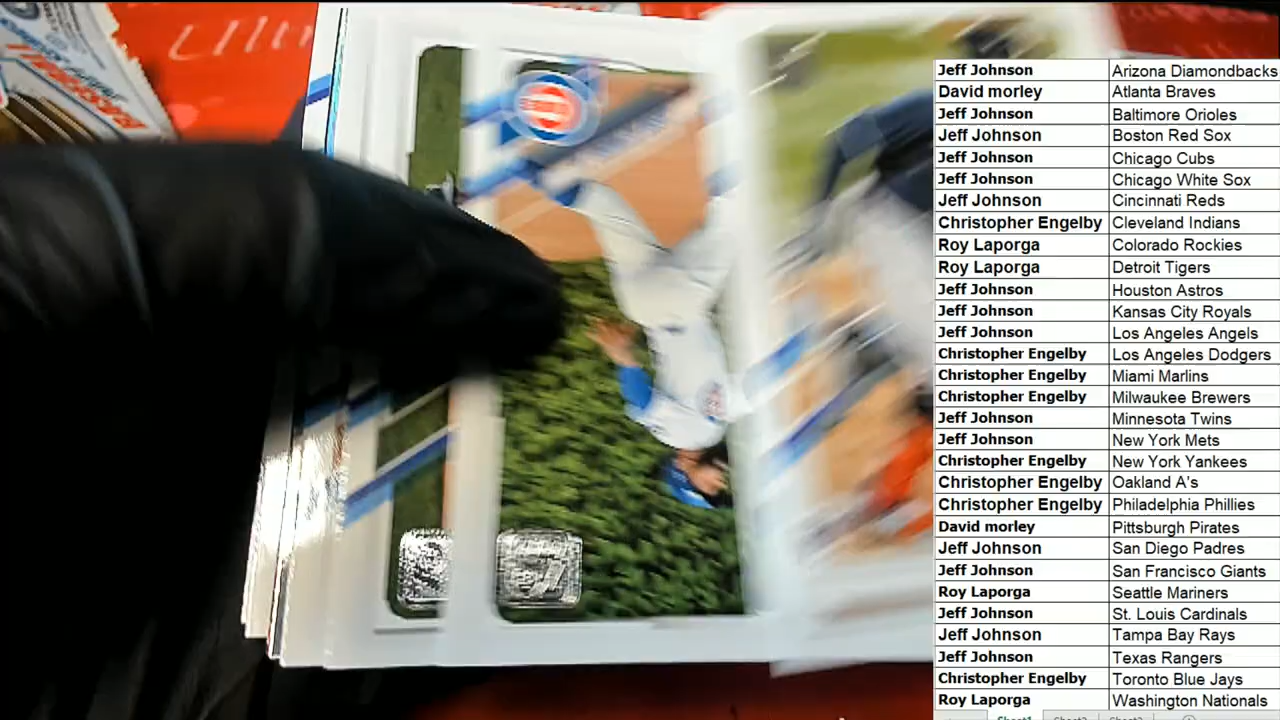 Jeff Johnson Arizona Diamondbacks
David morley Atlanta Braves
Jeff Johnson Baltimore Orioles
Jeff Johnson Boston Red Sox
Jeff Johnson Chicago Cubs
Jeff Johnson Chicago White Sox
Jeff Johnson Cincinnati Reds
Christopher Engelby Cleveland Indians
Roy Laporga Colorado Rockies
Roy Laporga Detroit Tigers
Jeff Johnson Houston Astros
Jeff Johnson Kansas City Royals
Jeff Johnson Los Angeles Angels
Christopher Engelby Los Angeles Dodgers
Christopher Engelby Miami Marlins
Christopher Engelby Milwaukee Brewers
Jeff Johnson Minnesota Twins
Jeff Johnson New York Mets
Christopher Engelby New York Yankees
Christopher Engelby Oakland A's
Christopher Engelby Philadelphia Phillies
David morley Pittsburgh Pirates
Jeff Johnson San Diego Padres
Jeff Johnson San Francisco Giants
Roy Laporga Seattle Mariners
Jeff Johnson St. Louis Cardinals
Jeff Johnson Tampa Bay Rays
Jeff Johnson Texas Rangers
Christopher Engelby Toronto Blue Jays
Roy Laporga Washington Nationals